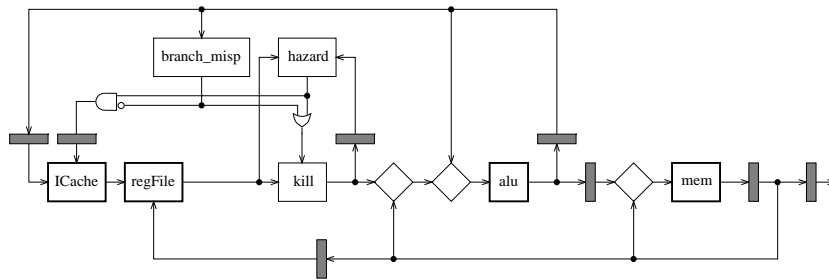 branch_misp
hazard
ICache
regFile
kill
alu
mem